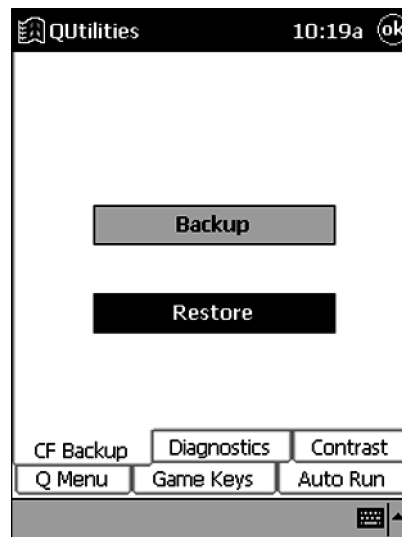 QUtilities 10:19a ok
Backup
Restore
CF Backup Diagnostics Contrast
Q Menu Game Keys Auto Run